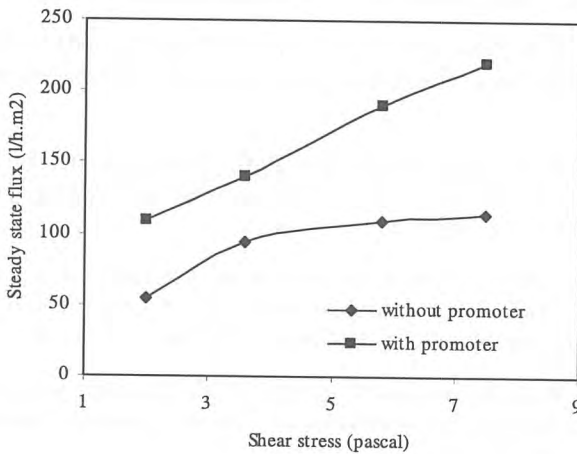 250
200
150
100
50
0
Steady state flux (l/h.m2)
without promoter
with promoter
1 3 5 7 9
Shear stress (pascal)